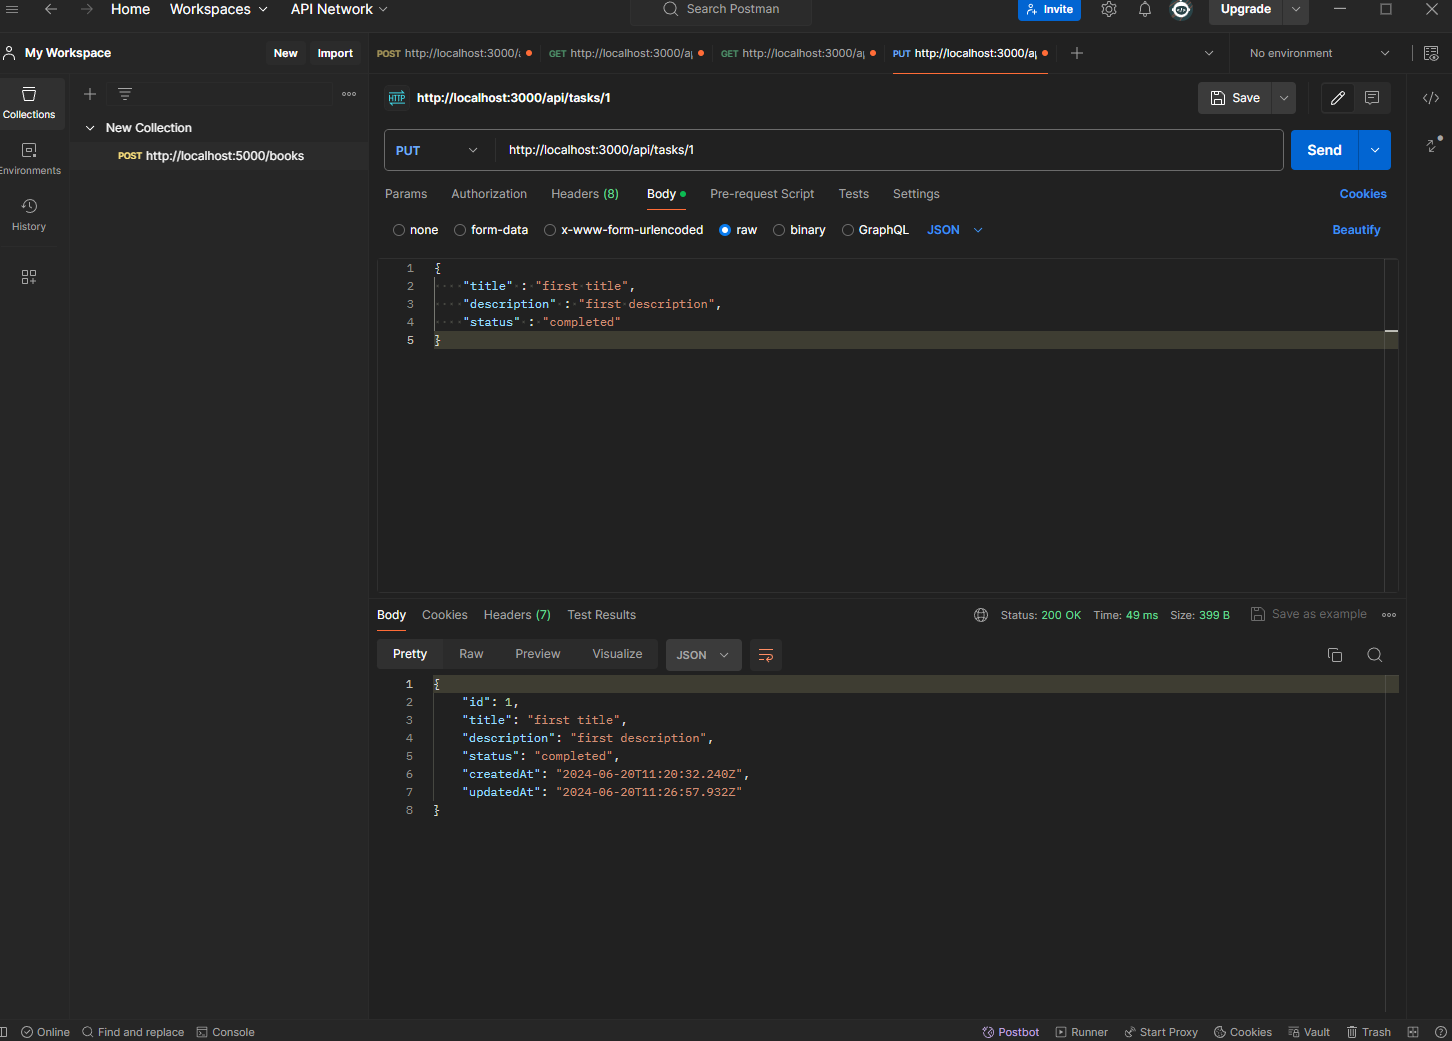 Home Workspaces API Network Search Postman Invite Upgrade
My Workspace New Import POST http://localhost:3000/ GET http://localhost:3000/a GET http://localhost:3000/a PUT http://localhost:3000/a No environment
Collections
Environments
History
New Collection
POST http://localhost:5000/books
HTTP http://localhost:3000/api/tasks/1 Save
PUT http://localhost:3000/api/tasks/1 Send
Params Authorization Headers (8) Body Pre-request Script Tests Settings Cookies
none form-data x-www-form-urlencoded raw binary GraphQL JSON Beautify
1 {
2 "title" : "first title",
3 "description" : "first description",
4 "status" : "completed"
5 }
Body Cookies Headers (7) Test Results Status: 200 OK Time: 49 ms Size: 399 B Save as example
Pretty Raw Preview Visualize JSON
1 {
2 "id": 1,
3 "title": "first title",
4 "description": "first description",
5 "status": "completed",
6 "createdAt": "2024-06-20T11:20:32.240Z",
7 "updatedAt": "2024-06-20T11:26:57.932Z"
8 }
Online Find and replace Console Postbot Runner Start Proxy Cookies Vault Trash